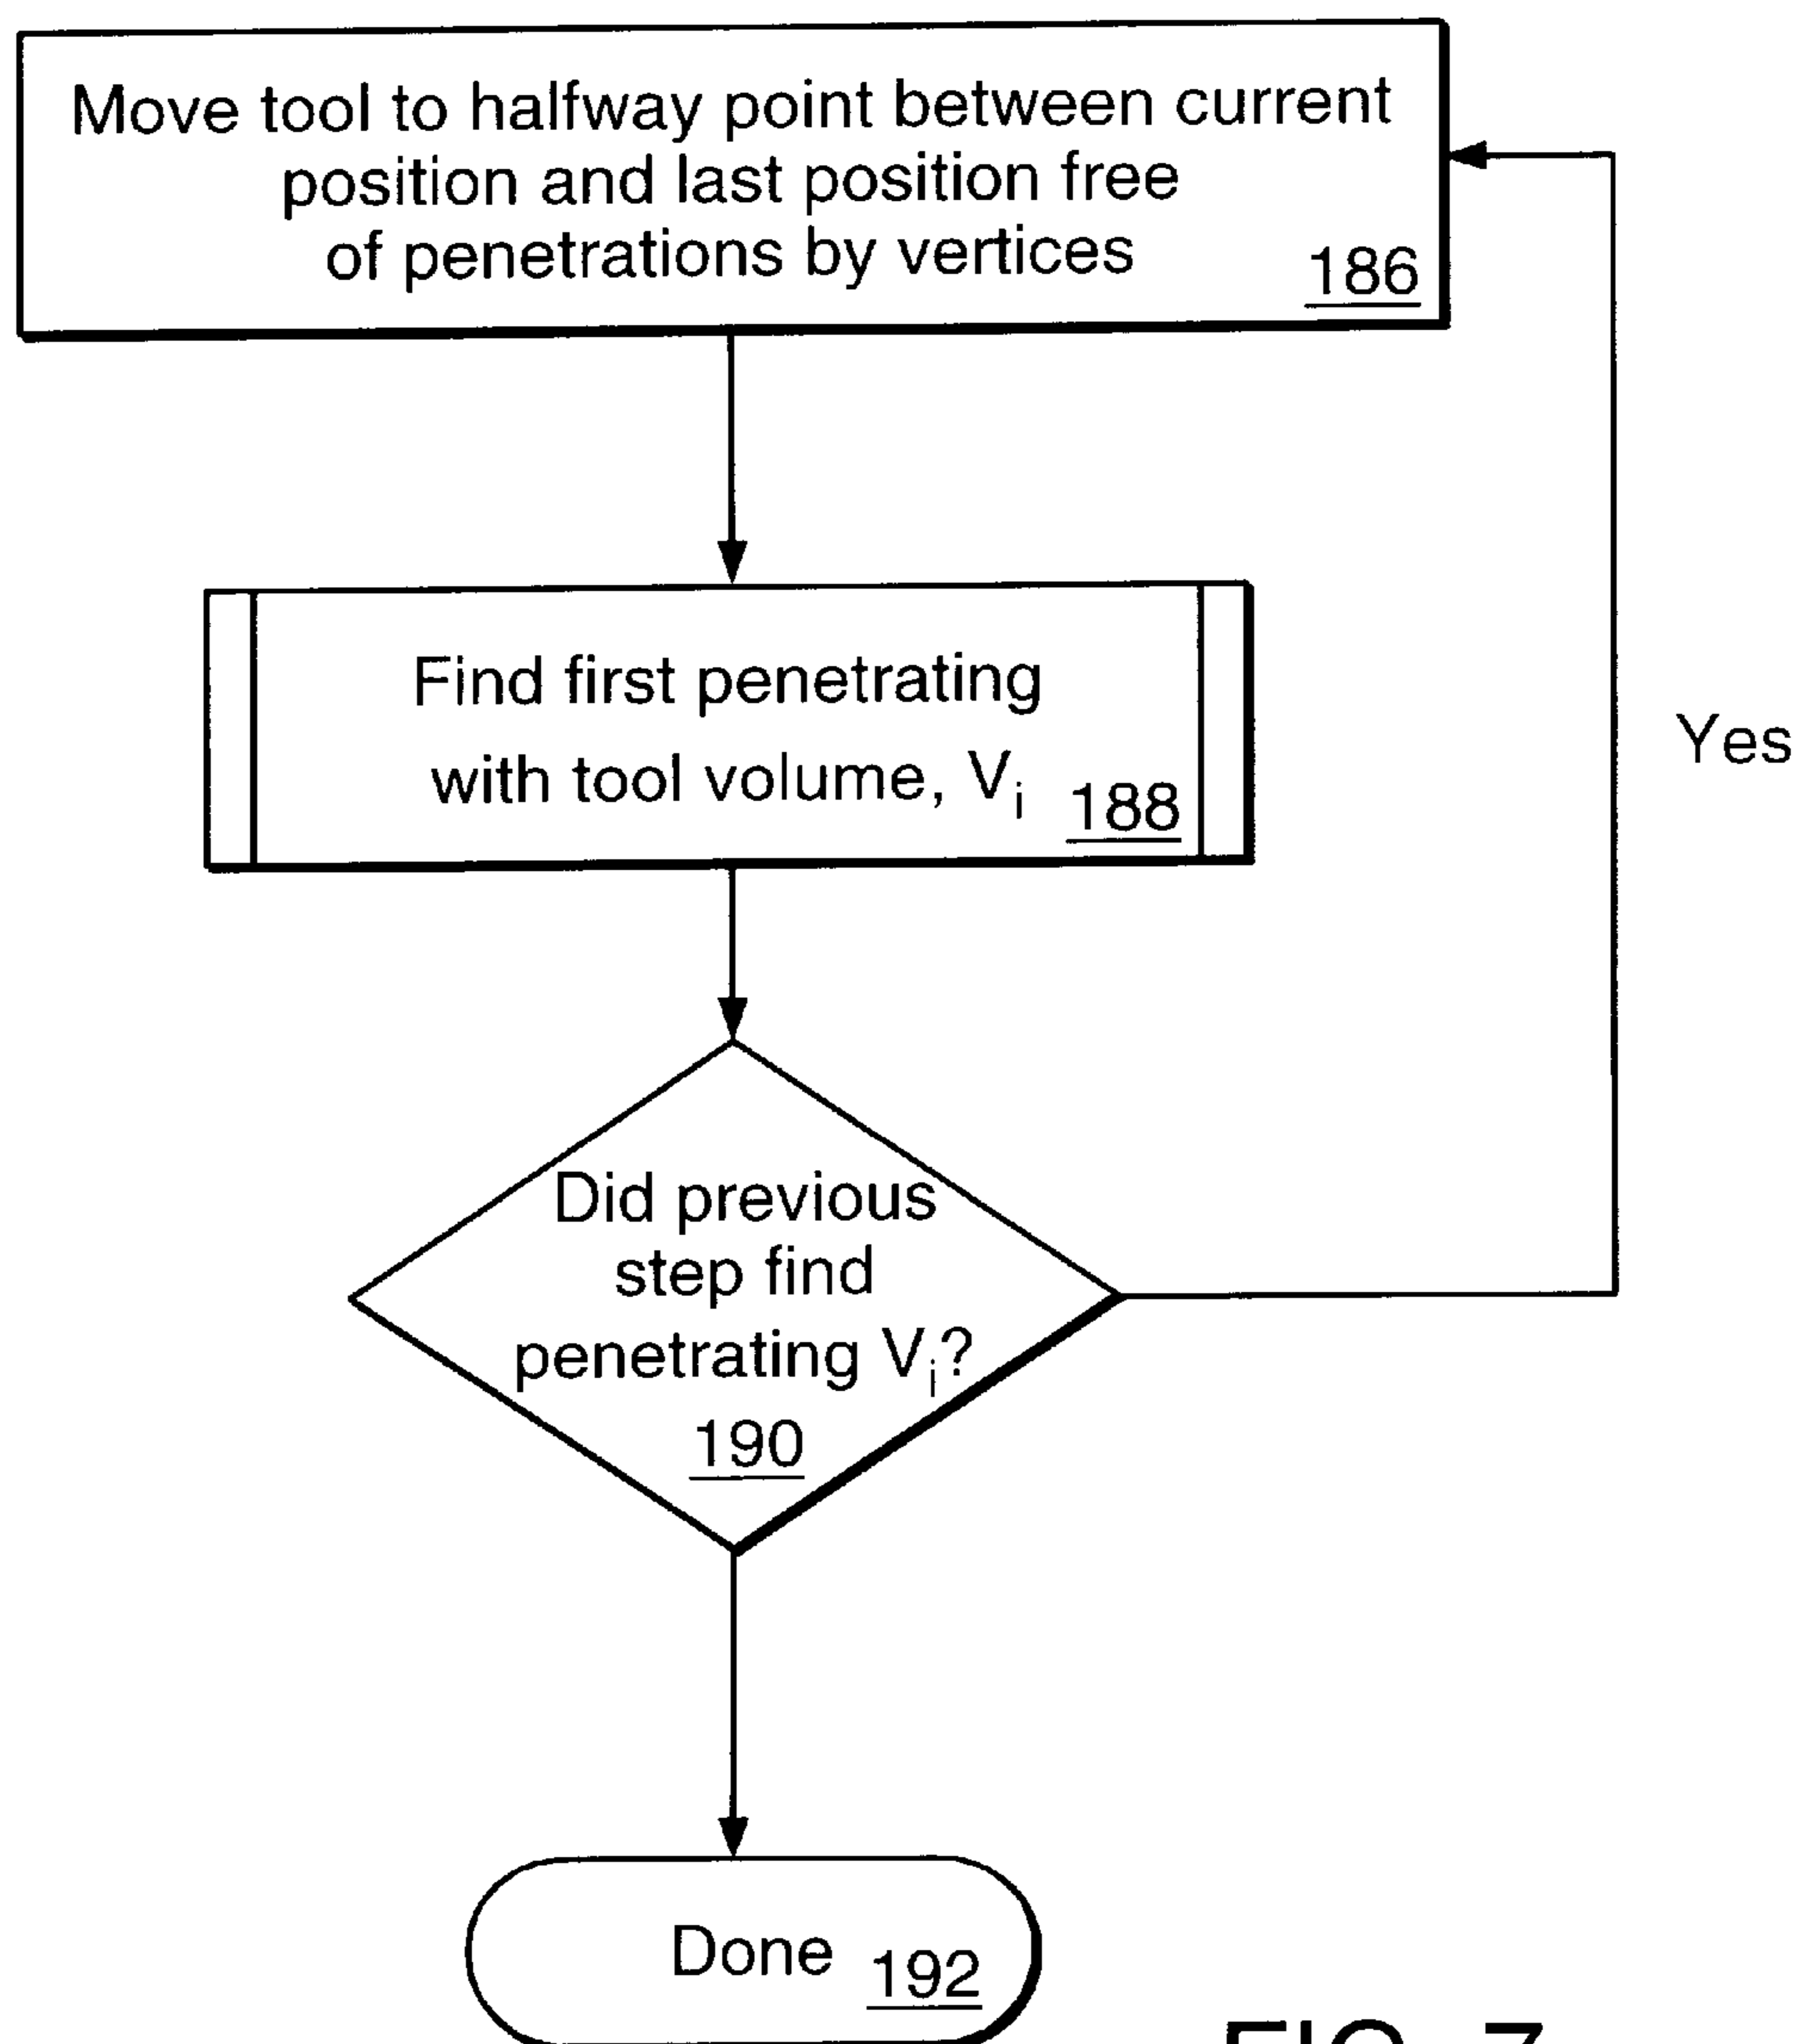 Move tool to halfway point between current
position and last position free
of penetrations by vertices
186
Find first penetrating
with tool volume, Vi
188
Yes
Did previous
step find
penetrating Vi?
190
Done 192